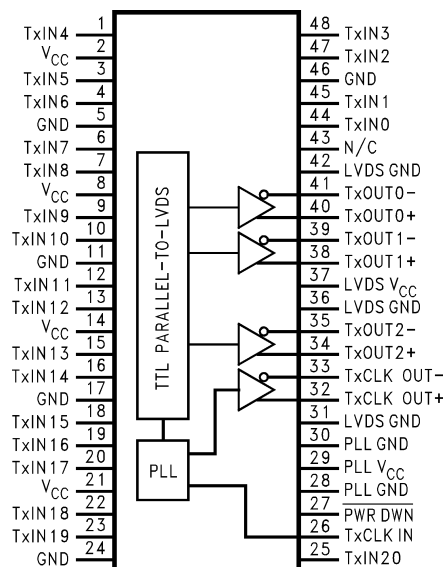 TxIN4 1
VCC 2
TxIN5 3
TxIN6 4
GND 5
TxIN7 6
TxIN8 7
VCC 8
TxIN9 9
TxIN10 10
GND 11
TxIN11 12
TxIN12 13
VCC 14
TxIN13 15
TxIN14 16
GND 17
TxIN15 18
TxIN16 19
TxIN17 20
VCC 21
TxIN18 22
TxIN19 23
GND 24
TTL PARALLEL-TO-LVDS
PLL
48 TxIN3
47 TxIN2
46 GND
45 TxIN1
44 TxIN0
43 N/C
42 LVDS GND
41 TxOUT0-
40 TxOUT0+
39 TxOUT1-
38 TxOUT1+
37 LVDS VCC
36 LVDS GND
35 TxOUT2-
34 TxOUT2+
33 TxCLK OUT-
32 TxCLK OUT+
31 LVDS GND
30 PLL GND
29 PLL VCC
28 PLL GND
27 PWR DWN
26 TxCLK IN
25 TxIN20